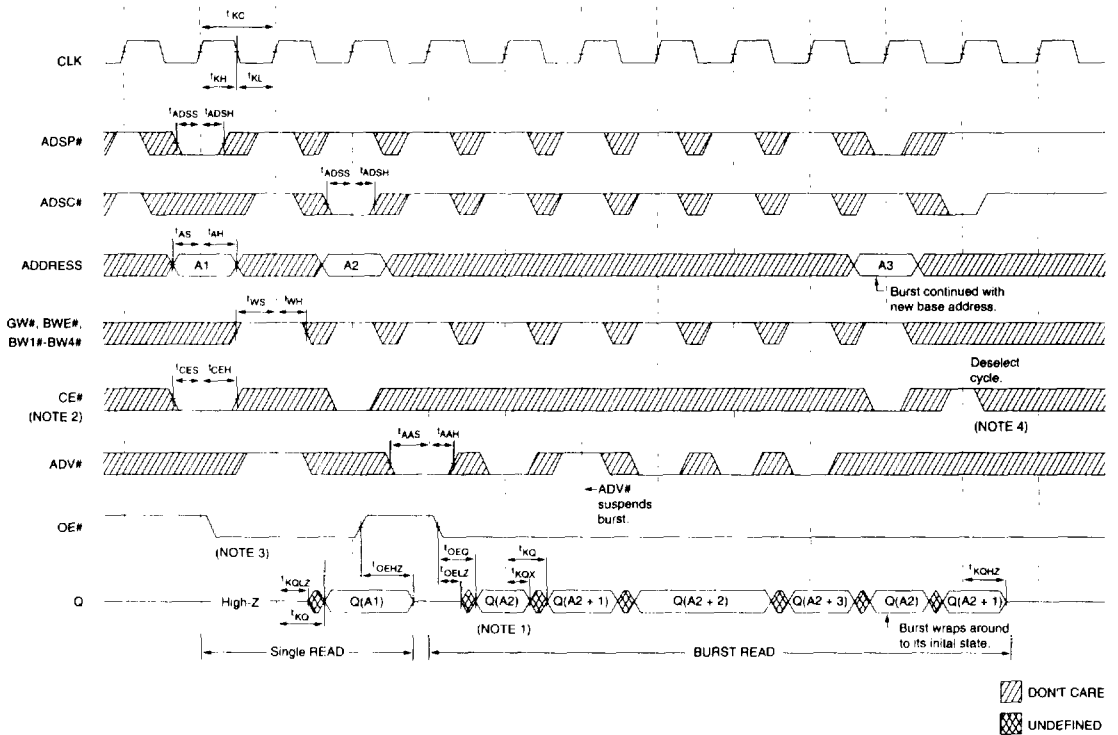 tKC
CLK
tKH tKL
tADSS tADSH
ADSP#
tADSS tADSH
ADSC#
tAS tAH
ADDRESS A1 A2 A3
Burst continued with
new base address.
tWS tWH
GW#, BWE#,
BW1#-BW4#
tCES tCEH
Deselect
cycle.
CE#
(NOTE 2)
(NOTE 4)
tAAS tAAH
ADV#
ADV#
suspends
burst.
OE#
(NOTE 3)
tOEHZ
tOEQ
tOELZ
tKQ
tKQX
tKQLZ
tKQHZ
Q High-Z Q(A1) Q(A2) Q(A2 + 1) Q(A2 + 2) Q(A2 + 3) Q(A2) Q(A2 + 1)
tKQ
(NOTE 1)
Burst wraps around
to its inital state.
Single READ BURST READ
DON'T CARE
UNDEFINED